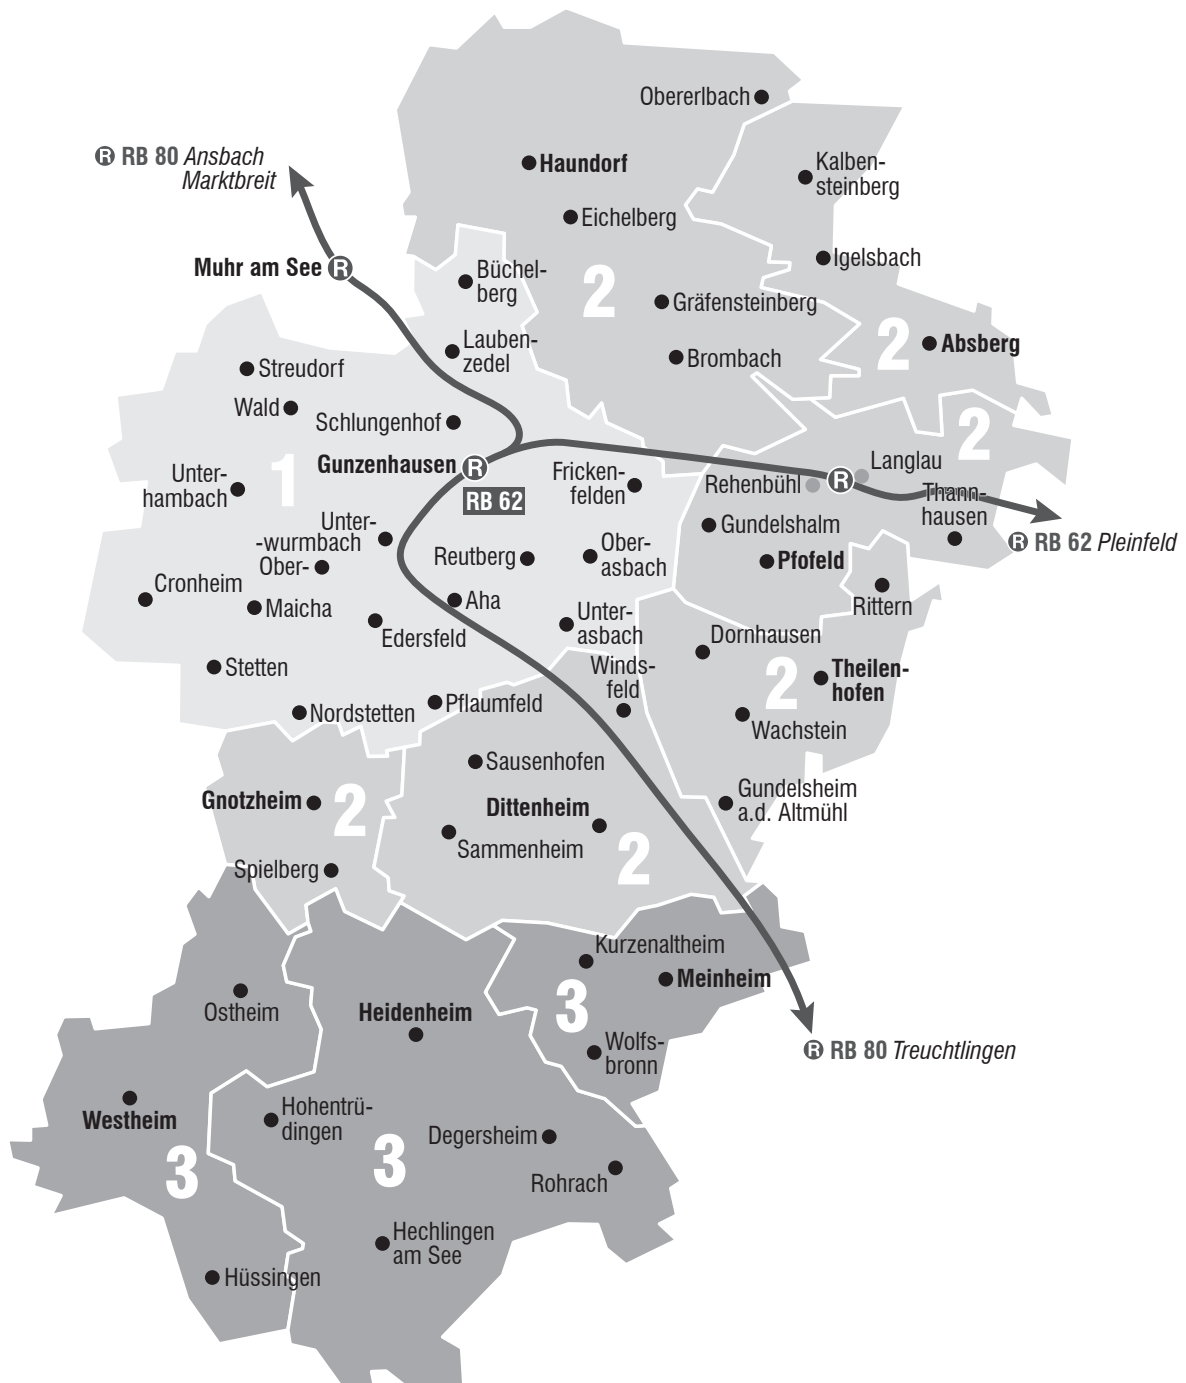 Obererlbach
R RB 80 Ansbach
Marktbreit
Haundorf
Kalben-
steinberg
Eichelberg
Igelsbach
Muhr am See R
Büchel-
berg
2
Gräfensteinberg
Lauben-
zedel
2
Absberg
Brombach
Streudorf
Wald
Schlungenhof
2
Gunzenhausen R
Langlau
Unter-
hambach
1
Fricken-
felden
Rehenbühl
R
RB 62
Thann-
hausen
Unter-
-wurmbach
Ober-
Gundelshalm
R RB 62 Pleinfeld
Reutberg
Ober-
asbach
Pfofeld
Cronheim
Maicha
Aha
Rittern
Edersfeld
Unter-
asbach
Dornhausen
Stetten
Winds-
feld
2
Theilen-
hofen
Nordstetten
Pflaumfeld
Wachstein
Sausenhofen
Gnotzheim
2
Dittenheim
Gundelsheim
a.d. Altmühl
Sammenheim
2
Spielberg
Kurzenaltheim
Meinheim
Ostheim
Heidenheim
3
Wolfs-
bronn
R RB 80 Treuchtlingen
Westheim
Hohentrü-
dingen
Degersheim
3
3
Rohrach
Hechlingen
am See
Hüssingen